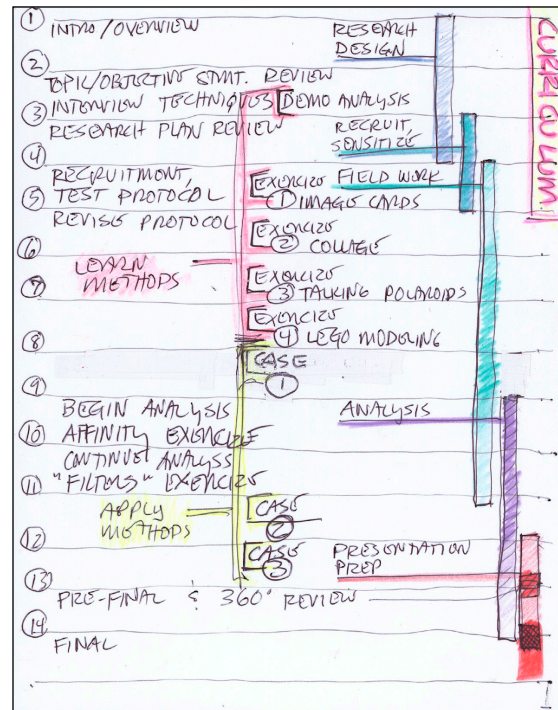 CURRICULUM
① INTRO/OVERVIEW
RESEARCH
DESIGN
②
TOPIC/OBJECTIVE STMT. REVIEW
③ INTERVIEW TECHNIQUES
DEMO ANALYSIS
RESEARCH PLAN REVIEW
RECRUIT,
SENSITIZE
④
RECRUITMENT,
⑤ TEST PROTOCOL
REVISE PROTOCOL
EXERCIZE
① IMAGE CARDS
FIELD WORK
EXERCIZE
② COLLAGE
⑥
LEARN
METHODS
⑦
EXERCIZE
③ TALKING POLAROIDS
EXERCIZE
④ LEGO MODELING
⑧
CASE
①
⑨
BEGIN ANALYSIS
ANALYSIS
⑩ AFFINITY EXERCIZE
CONTINUE ANALYSS
⑪ "FILTERS" EXERCIZE
APPLY
METHODS
CASE
②
⑫
CASE
③
PRESENTATION
PREP
⑬
PRE-FINAL & 360° REVIEW
⑭
FINAL